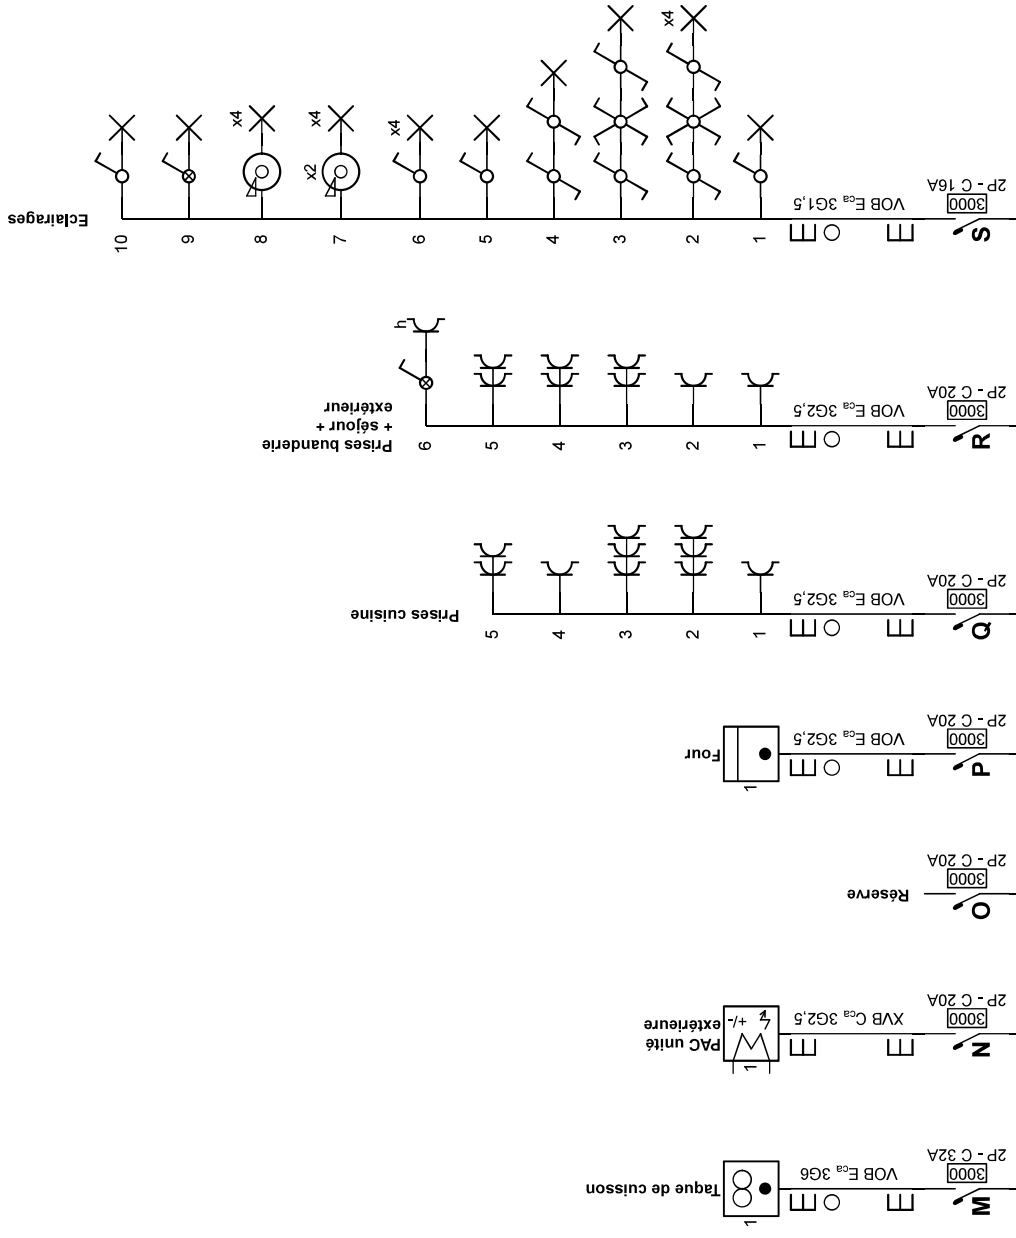 Eclairages
10
9
8
7
6
5
4
3
2
1
x4
x4
x2
x4
x4
VOB Eca 3G1,5
2P - C 16A
3000
S
Prises buanderie
+ séjour +
extérieur
h
6
5
4
3
2
1
VOB Eca 3G2,5
2P - C 20A
3000
R
Prises cuisine
5
4
3
2
1
VOB Eca 3G2,5
2P - C 20A
3000
Q
Four
1
VOB Eca 3G2,5
2P - C 20A
3000
P
Réserve
2P - C 20A
3000
O
PAC unité
extérieure
+/-
1
XVB Cca 3G2,5
2P - C 20A
3000
N
Taque de cuisson
1
VOB Eca 3G6
2P - C 32A
3000
M